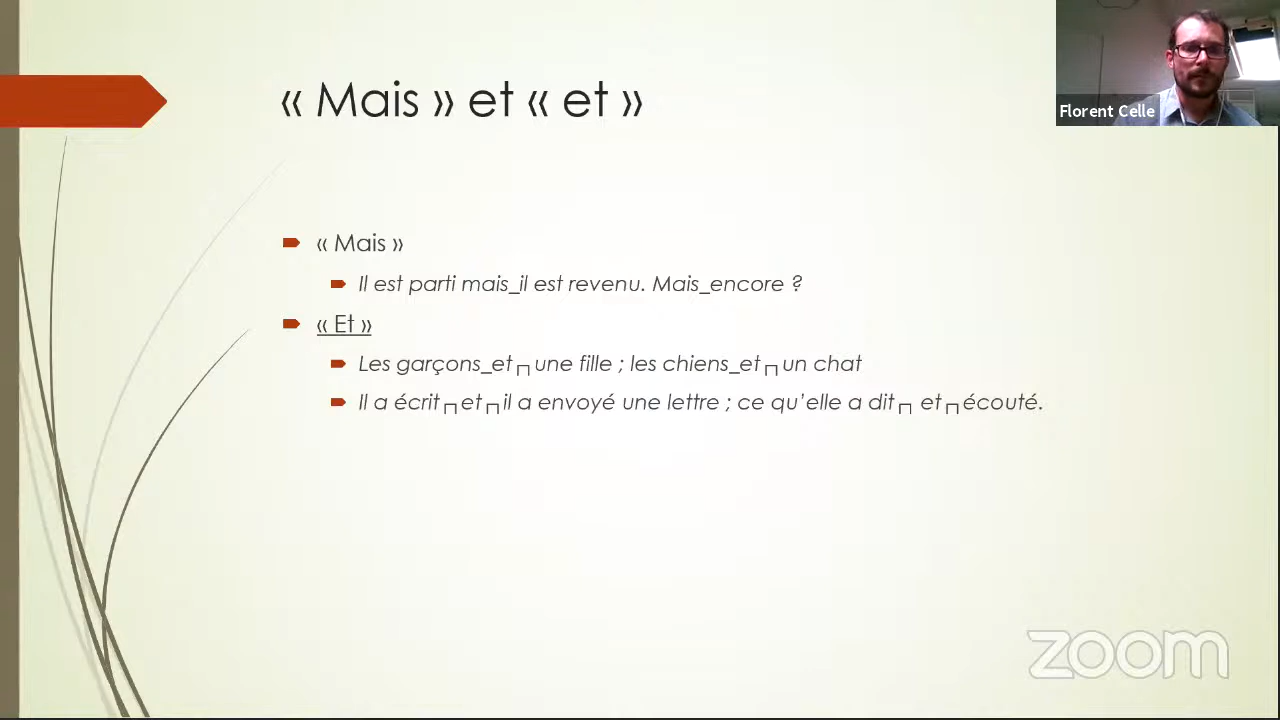 « Mais » et « et »
Florent Celle
« Mais »
Il est parti mais_il est revenu. Mais_encore ?
« Et »
Les garçons_et┌┐une fille ; les chiens_et┌┐un chat
Il a écrit┌┐et┌┐il a envoyé une lettre ; ce qu’elle a dit┌┐ et┌┐écouté.
zoom